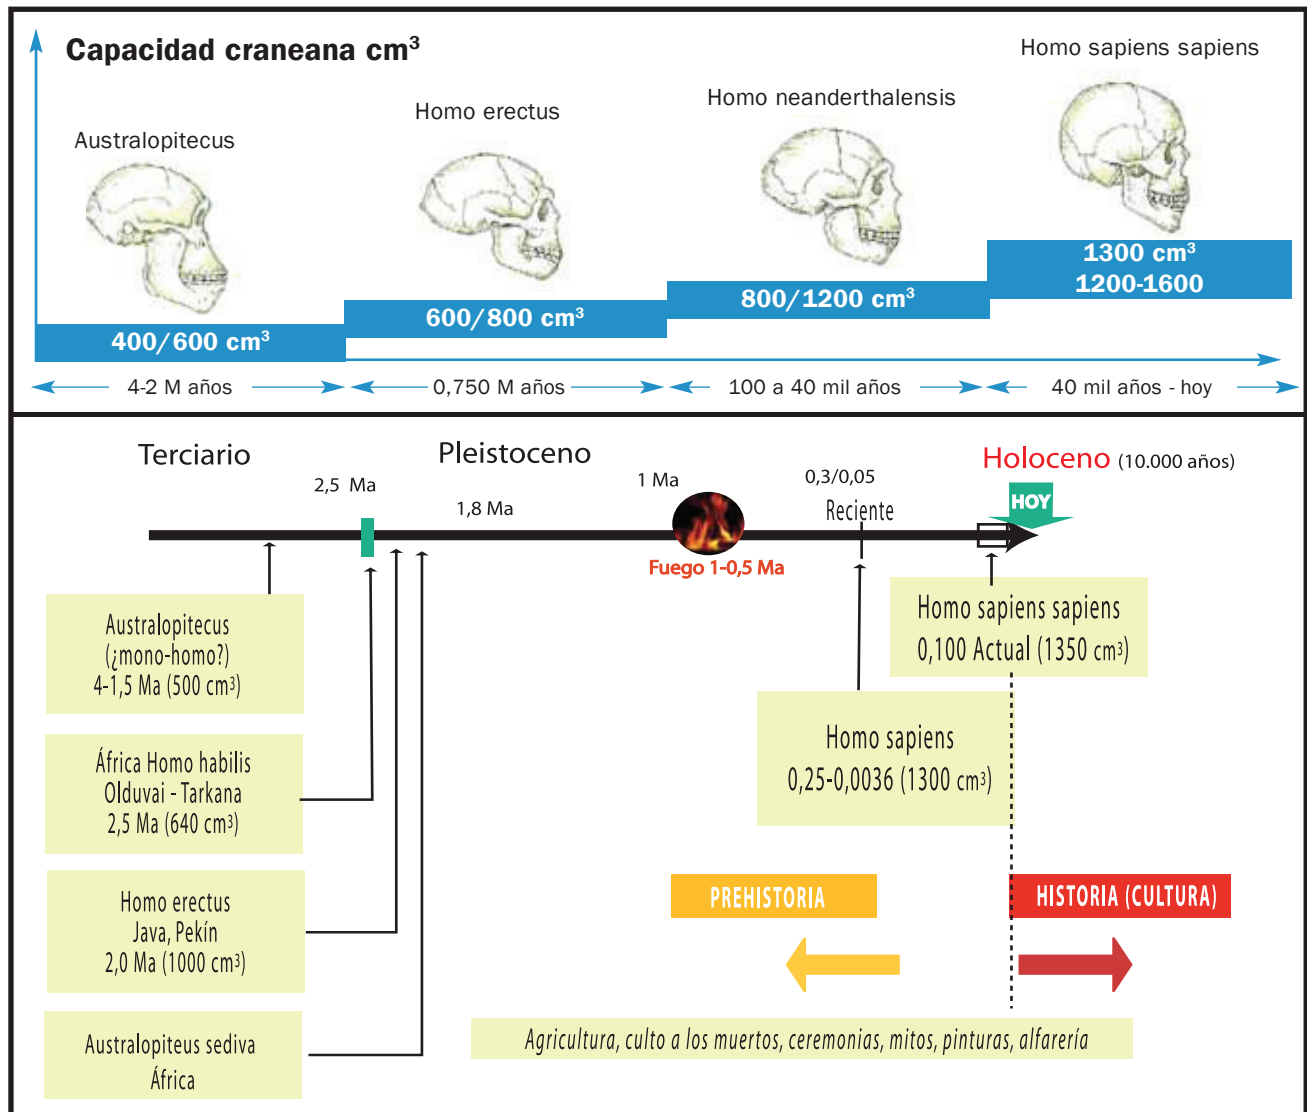 Capacidad craneana cm³
Australopitecus
Homo erectus
Homo neanderthalensis
Homo sapiens sapiens
400/600 cm³
600/800 cm³
800/1200 cm³
1300 cm³
1200-1600
4-2 M años
0,750 M años
100 a 40 mil años
40 mil años - hoy
Terciario
Pleistoceno
Holoceno (10.000 años)
2,5 Ma
1,8 Ma
1 Ma
0,3/0,05
Reciente
HOY
Fuego 1-0,5 Ma
Australopitecus
(¿mono-homo?)
4-1,5 Ma (500 cm³)
África Homo habilis
Olduvai - Tarkana
2,5 Ma (640 cm³)
Homo erectus
Java, Pekín
2,0 Ma (1000 cm³)
Australopiteus sediva
África
Homo sapiens sapiens
0,100 Actual (1350 cm³)
Homo sapiens
0,25-0,0036 (1300 cm³)
PREHISTORIA
HISTORIA (CULTURA)
Agricultura, culto a los muertos, ceremonias, mitos, pinturas, alfarería